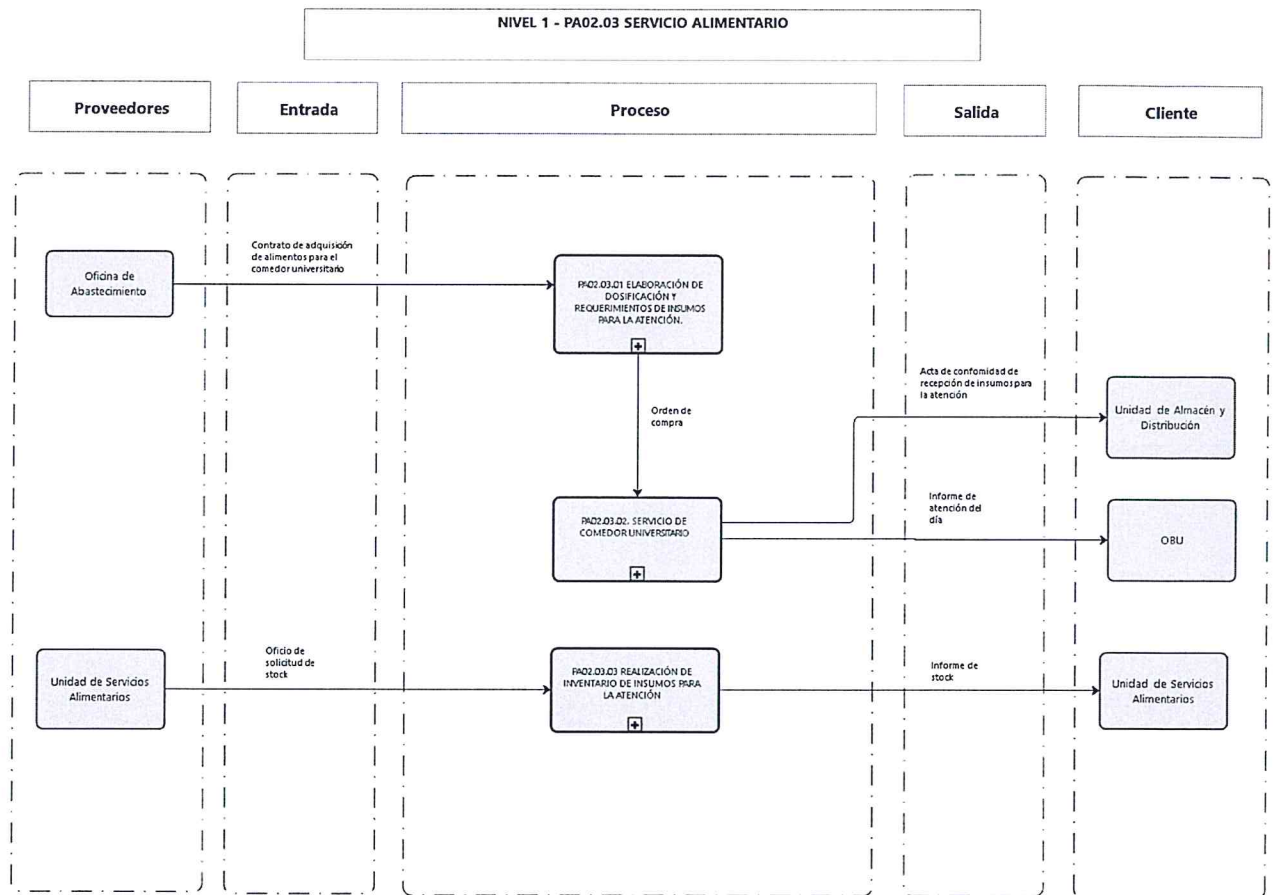 NIVEL 1 - PA02.03 SERVICIO ALIMENTARIO
Proveedores
Entrada
Proceso
Salida
Cliente
Contrato de adquisición
de alimentos para el
comedor universitario
Oficina de
Abastecimiento
PA02.03.01 ELABORACIÓN DE
DOSIFICACIÓN Y
REQUERIMIENTOS DE INSUMOS
PARA LA ATENCIÓN.
Orden de
compra
Acta de confomidad de
recepción de insumos para
la atención
Unidad de Almacén y
Distribución
PA02.03.02. SERVICIO DE
COMEDOR UNIVERSITARIO
Informe de
atención del
día
OBU
Unidad de Servicios
Alimentarios
Oficio de
solicitud de
stock
PA02.03.03 REALIZACIÓN DE
INVENTARIO DE INSUMOS PARA
LA ATENCIÓN
Informe de
stock
Unidad de Servicios
Alimentarios